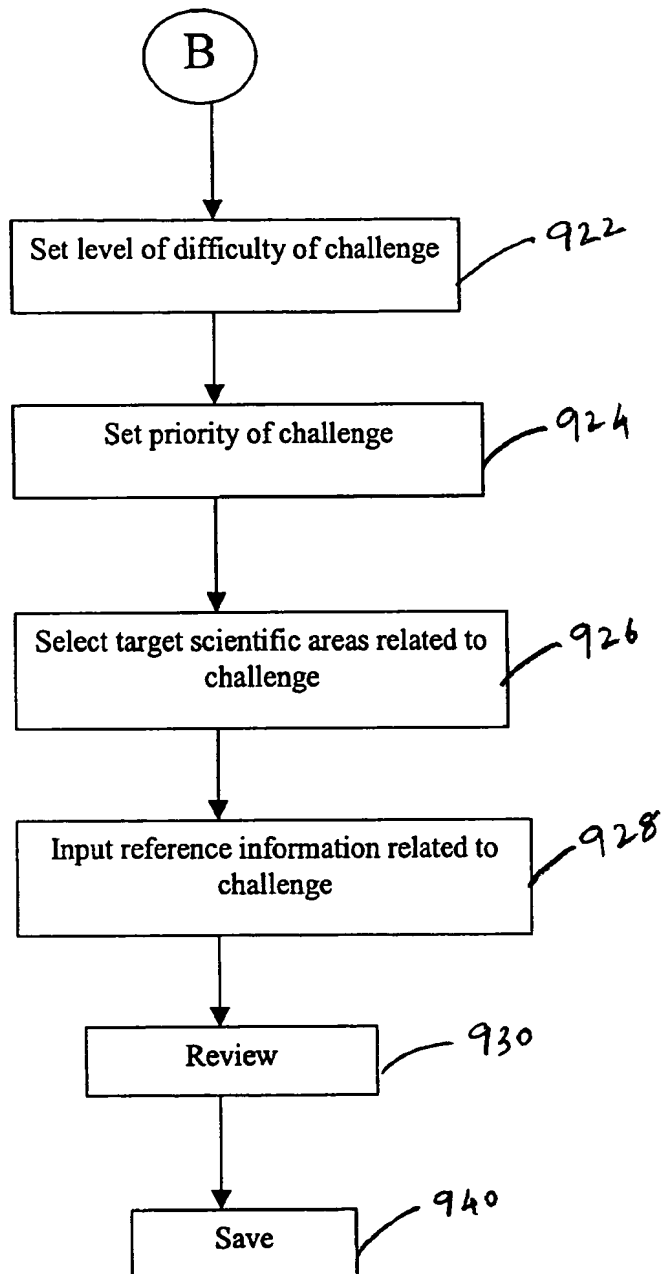 B
Set level of difficulty of challenge
922
Set priority of challenge
924
Select target scientific areas related to
challenge
926
Input reference information related to
challenge
928
Review
930
Save
940